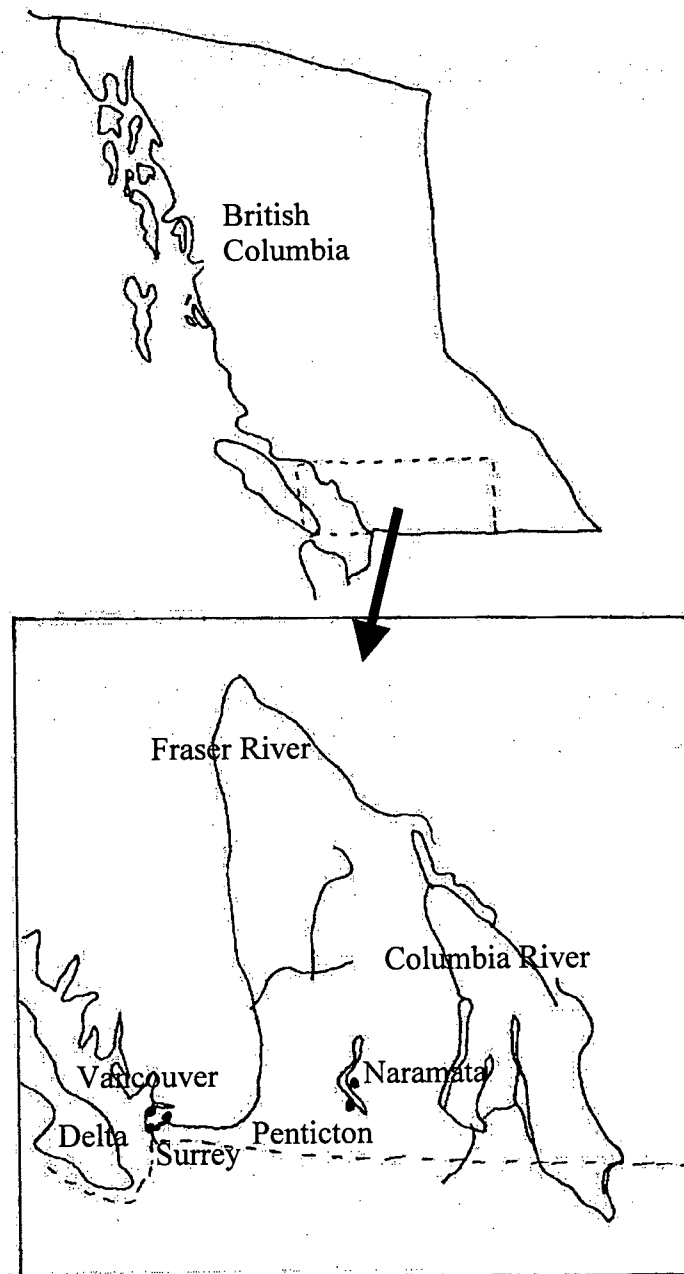 British
Columbia
Fraser River
Columbia River
Vancouver
Naramata
Delta
Surrey
Penticton